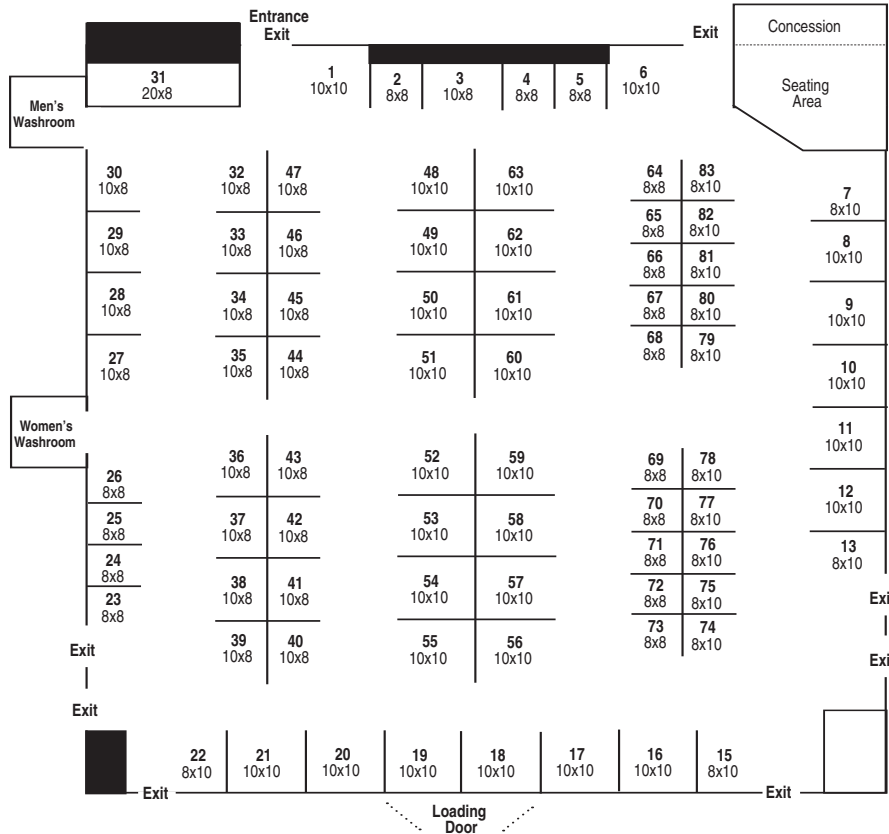 Entrance
Exit
Exit
Concession
Seating
Area
31
20x8
1
10x10
2
8x8
3
10x8
4
8x8
5
8x8
6
10x10
Men's
Washroom
30
10x8
32
10x8
47
10x8
48
10x10
63
10x10
64
8x8
83
8x10
7
8x10
29
10x8
33
10x8
46
10x8
49
10x10
62
10x10
65
8x8
82
8x10
8
10x10
28
10x8
34
10x8
45
10x8
50
10x10
61
10x10
66
8x8
81
8x10
9
10x10
67
8x8
80
8x10
27
10x8
35
10x8
44
10x8
51
10x10
60
10x10
68
8x8
79
8x10
10
10x10
Women's
Washroom
11
10x10
26
8x8
36
10x8
43
10x8
52
10x10
59
10x10
69
8x8
78
8x10
12
10x10
25
8x8
37
10x8
42
10x8
53
10x10
58
10x10
70
8x8
77
8x10
24
8x8
71
8x8
76
8x10
13
8x10
23
8x8
38
10x8
41
10x8
54
10x10
57
10x10
72
8x8
75
8x10
Exi
39
10x8
40
10x8
55
10x10
56
10x10
73
8x8
74
8x10
Exit
Exi
Exit
22
8x10
21
10x10
20
10x10
19
10x10
18
10x10
17
10x10
16
10x10
15
8x10
Exit
Exit
Loading
Door